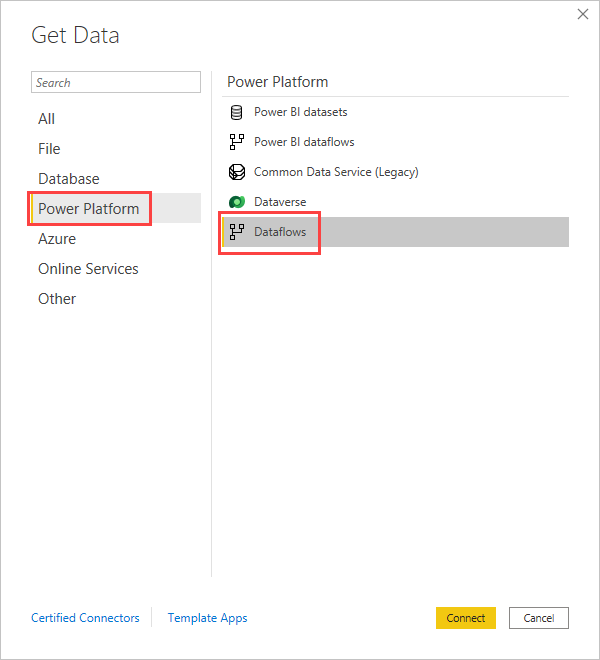 Get Data
Search
All
File
Database
Power Platform
Azure
Online Services
Other
Power Platform
Power BI datasets
Power BI dataflows
Common Data Service (Legacy)
Dataverse
Dataflows
Certified Connectors
Template Apps
Connect
Cancel